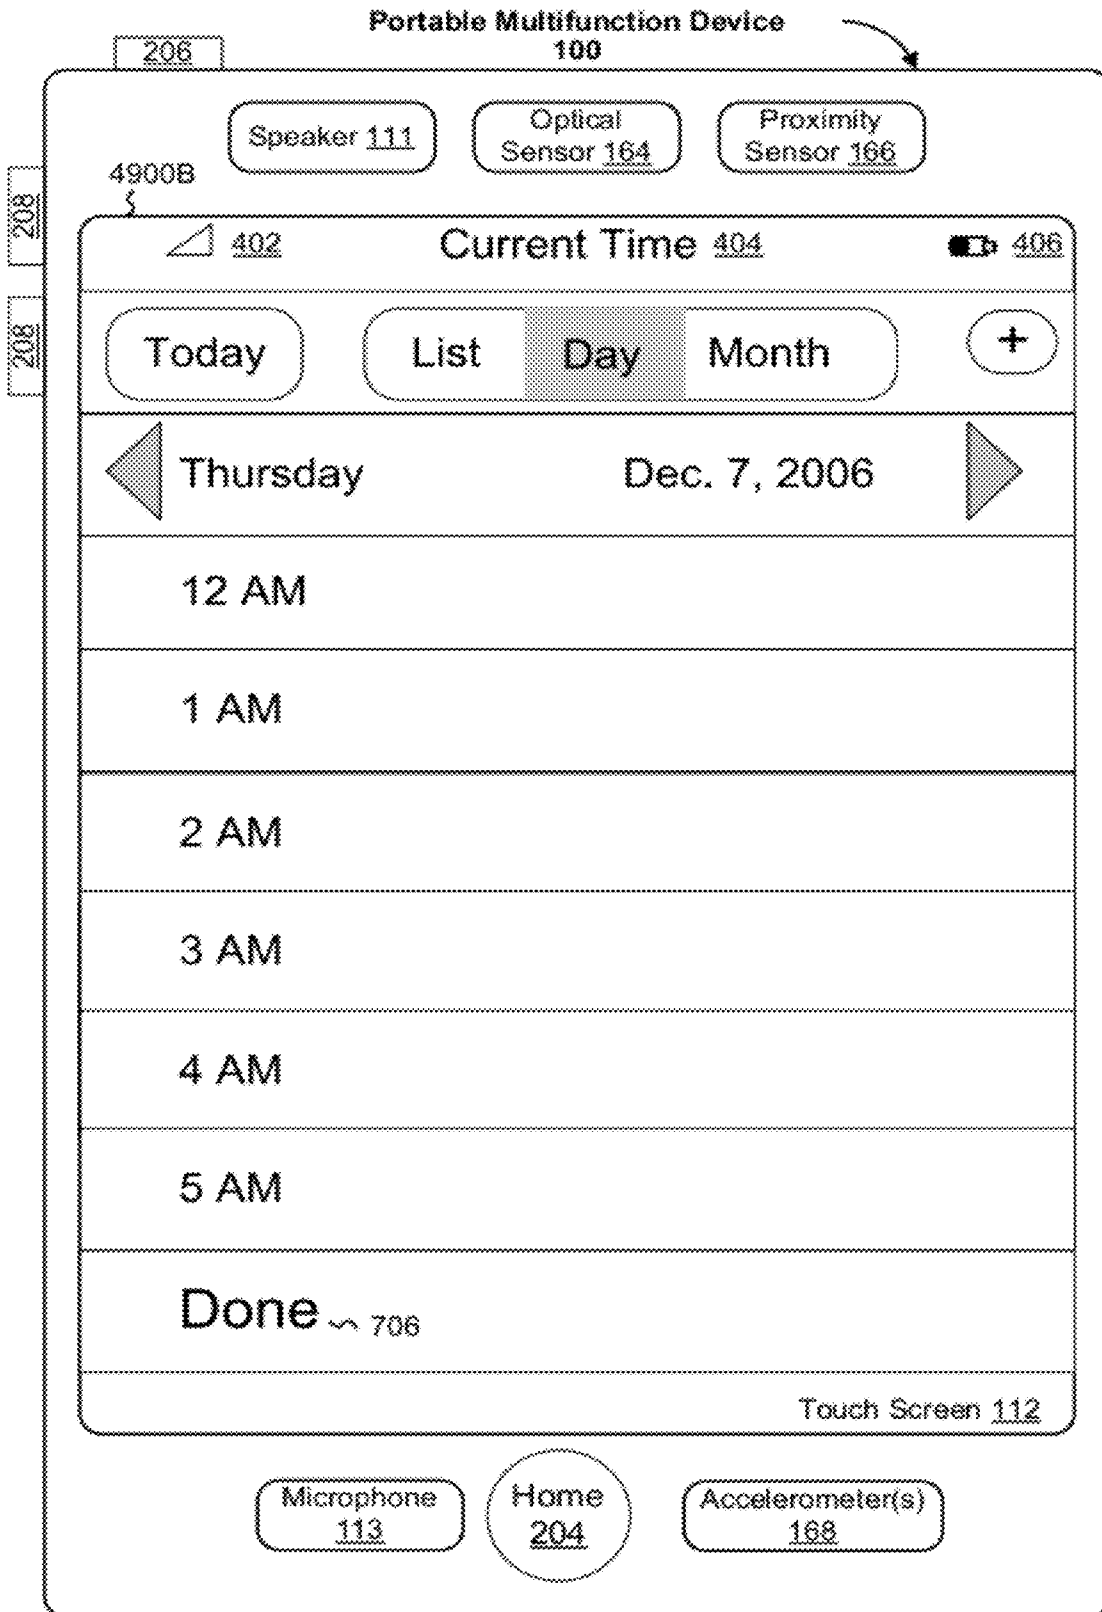 Portable Multifunction Device
100
206
Speaker 111
Optical
Sensor 164
Proximity
Sensor 166
4900B
208
208
402
Current Time 404
406
Today
List
Day
Month
+
Thursday
Dec. 7, 2006
12 AM
1 AM
2 AM
3 AM
4 AM
5 AM
Done 706
Touch Screen 112
Microphone
113
Home
204
Accelerometer(s)
168